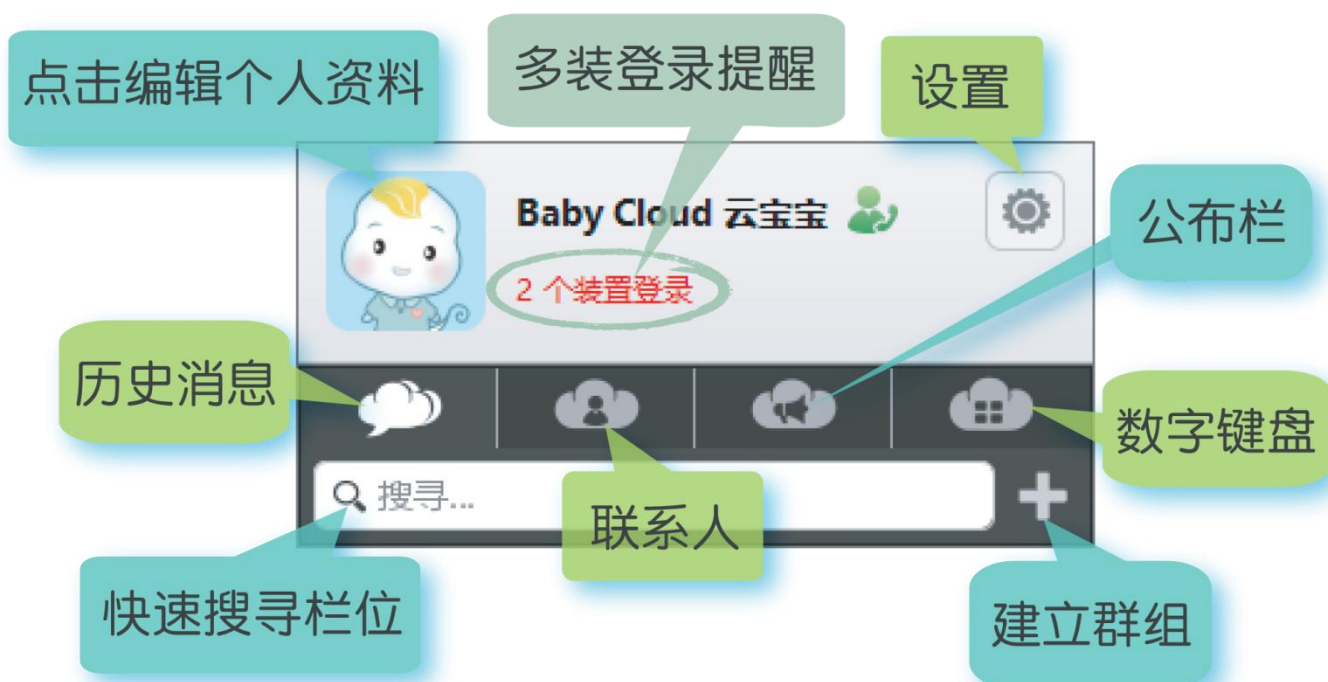 点击编辑个人资料
多装登录提醒
设置
Baby Cloud 云宝宝
公布栏
2 个装置登录
历史消息
数字键盘
搜寻...
联系人
快速搜寻栏位
建立群组